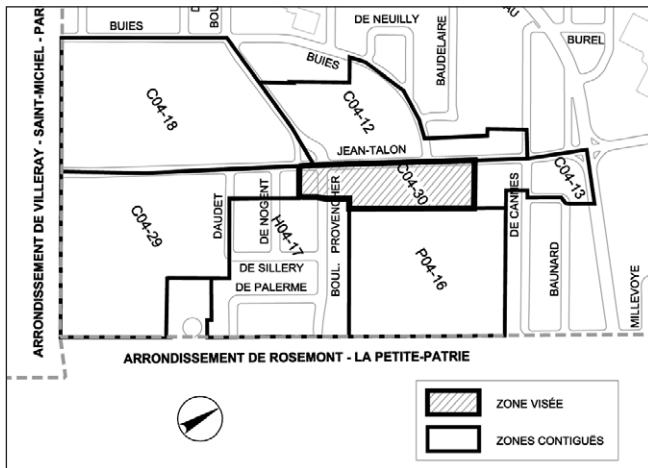 DE NEUILLY
BUIES
BOU
AU
BUREL
BUIES
BAUDELAIRE
C04-18
C04-12
JEAN-TALON
C04-30
C04-13
ARRONDISSEMENT DE VILLERAY - SAINT-MICHEL - PAR
C04-29
DAUDET
DE NOGENT
H04-17
BOUL. PROVENCHER
DE CANNES
P04-16
BAUNARD
DE SILLERY
DE PALERME
MILLEVOYE
ARRONDISSEMENT DE ROSEMONT - LA PETITE-PATRIE
ZONE VISÉE
ZONES CONTIGUËS